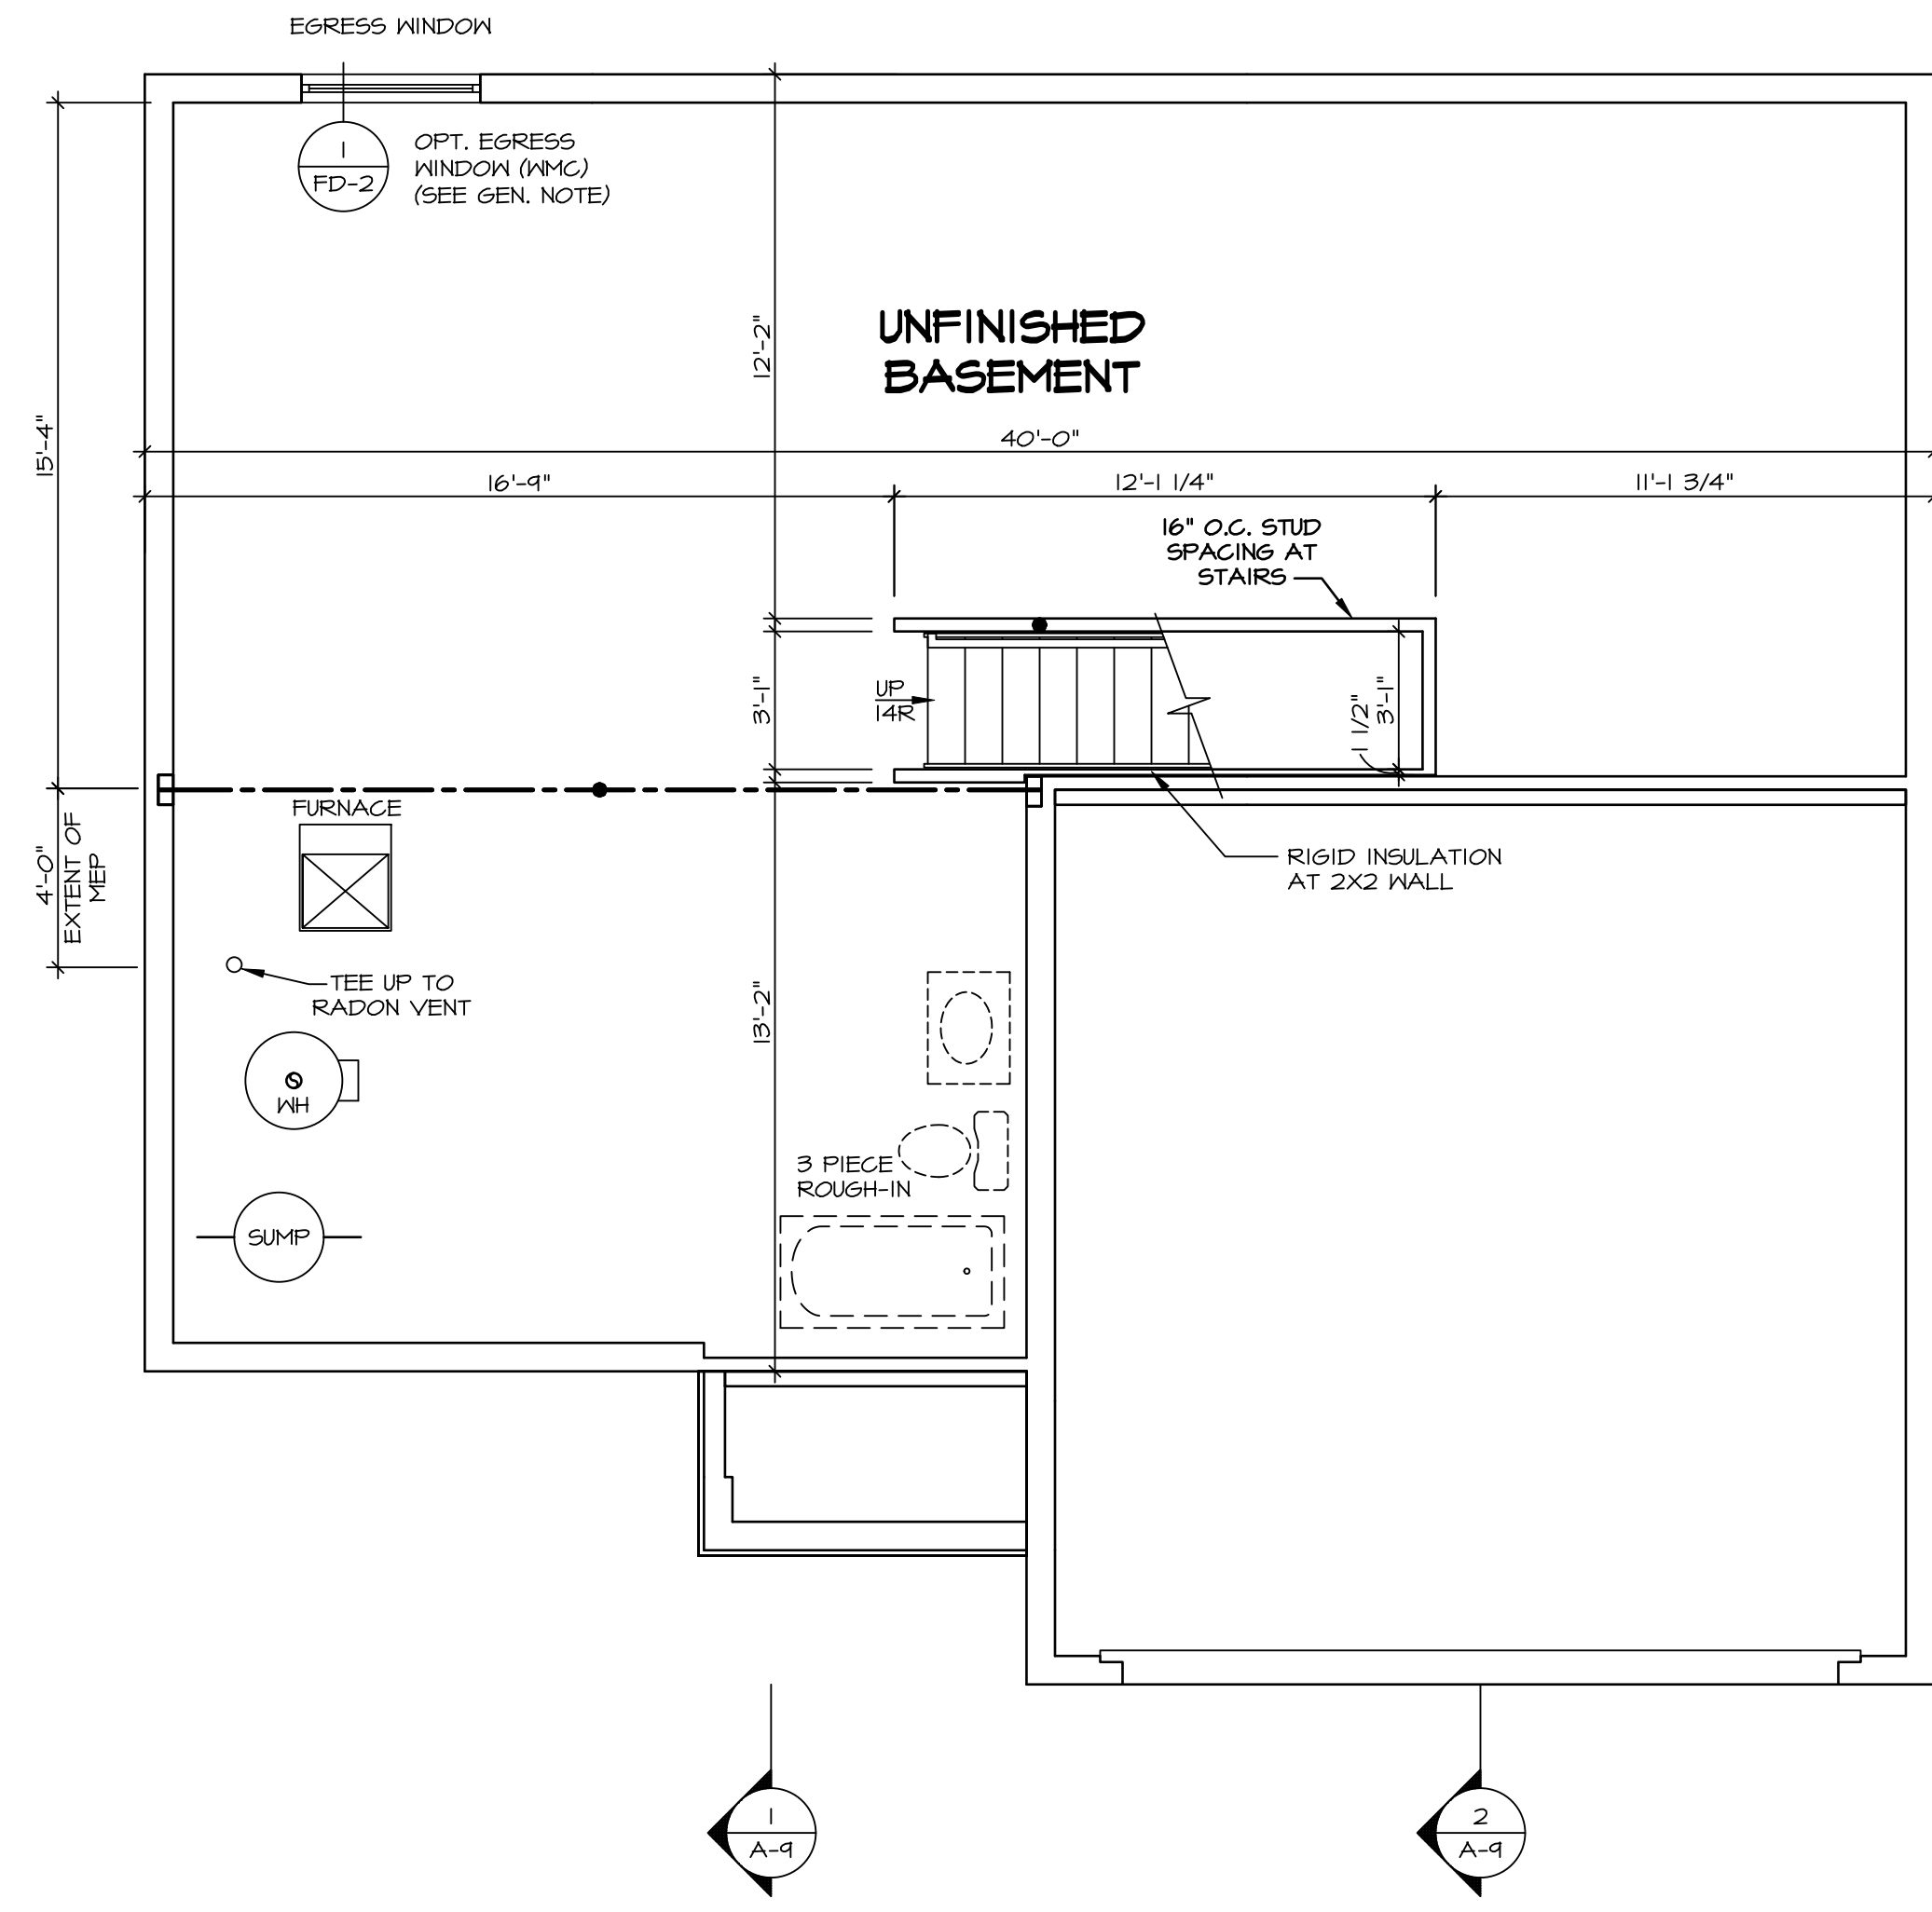 EGRESS WINDOW
1
FD-2
OPT. EGRESS
WINDOW (WMC)
(SEE GEN. NOTE)
12'-2"
UNFINISHED
BASEMENT
15'-4"
40'-0"
16'-9"
12'-1 1/4"
11'-1 3/4"
16" O.C. STUD
SPACING AT
STAIRS
3'-1"
UP
14R
1 1/2"
3'-1"
FURNACE
4'-0"
EXTENT OF
MEP
RIGID INSULATION
AT 2X2 WALL
TEE UP TO
RADON VENT
13'-2"
S
WH
3 PIECE
ROUGH-IN
SUMP
1
A-9
2
A-9